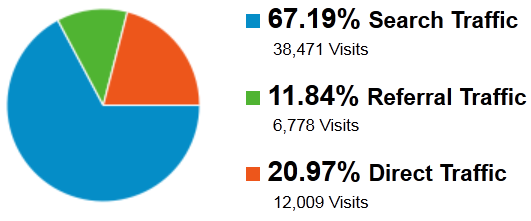 67.19% Search Traffic
38,471 Visits
11.84% Referral Traffic
6,778 Visits
20.97% Direct Traffic
12,009 Visits